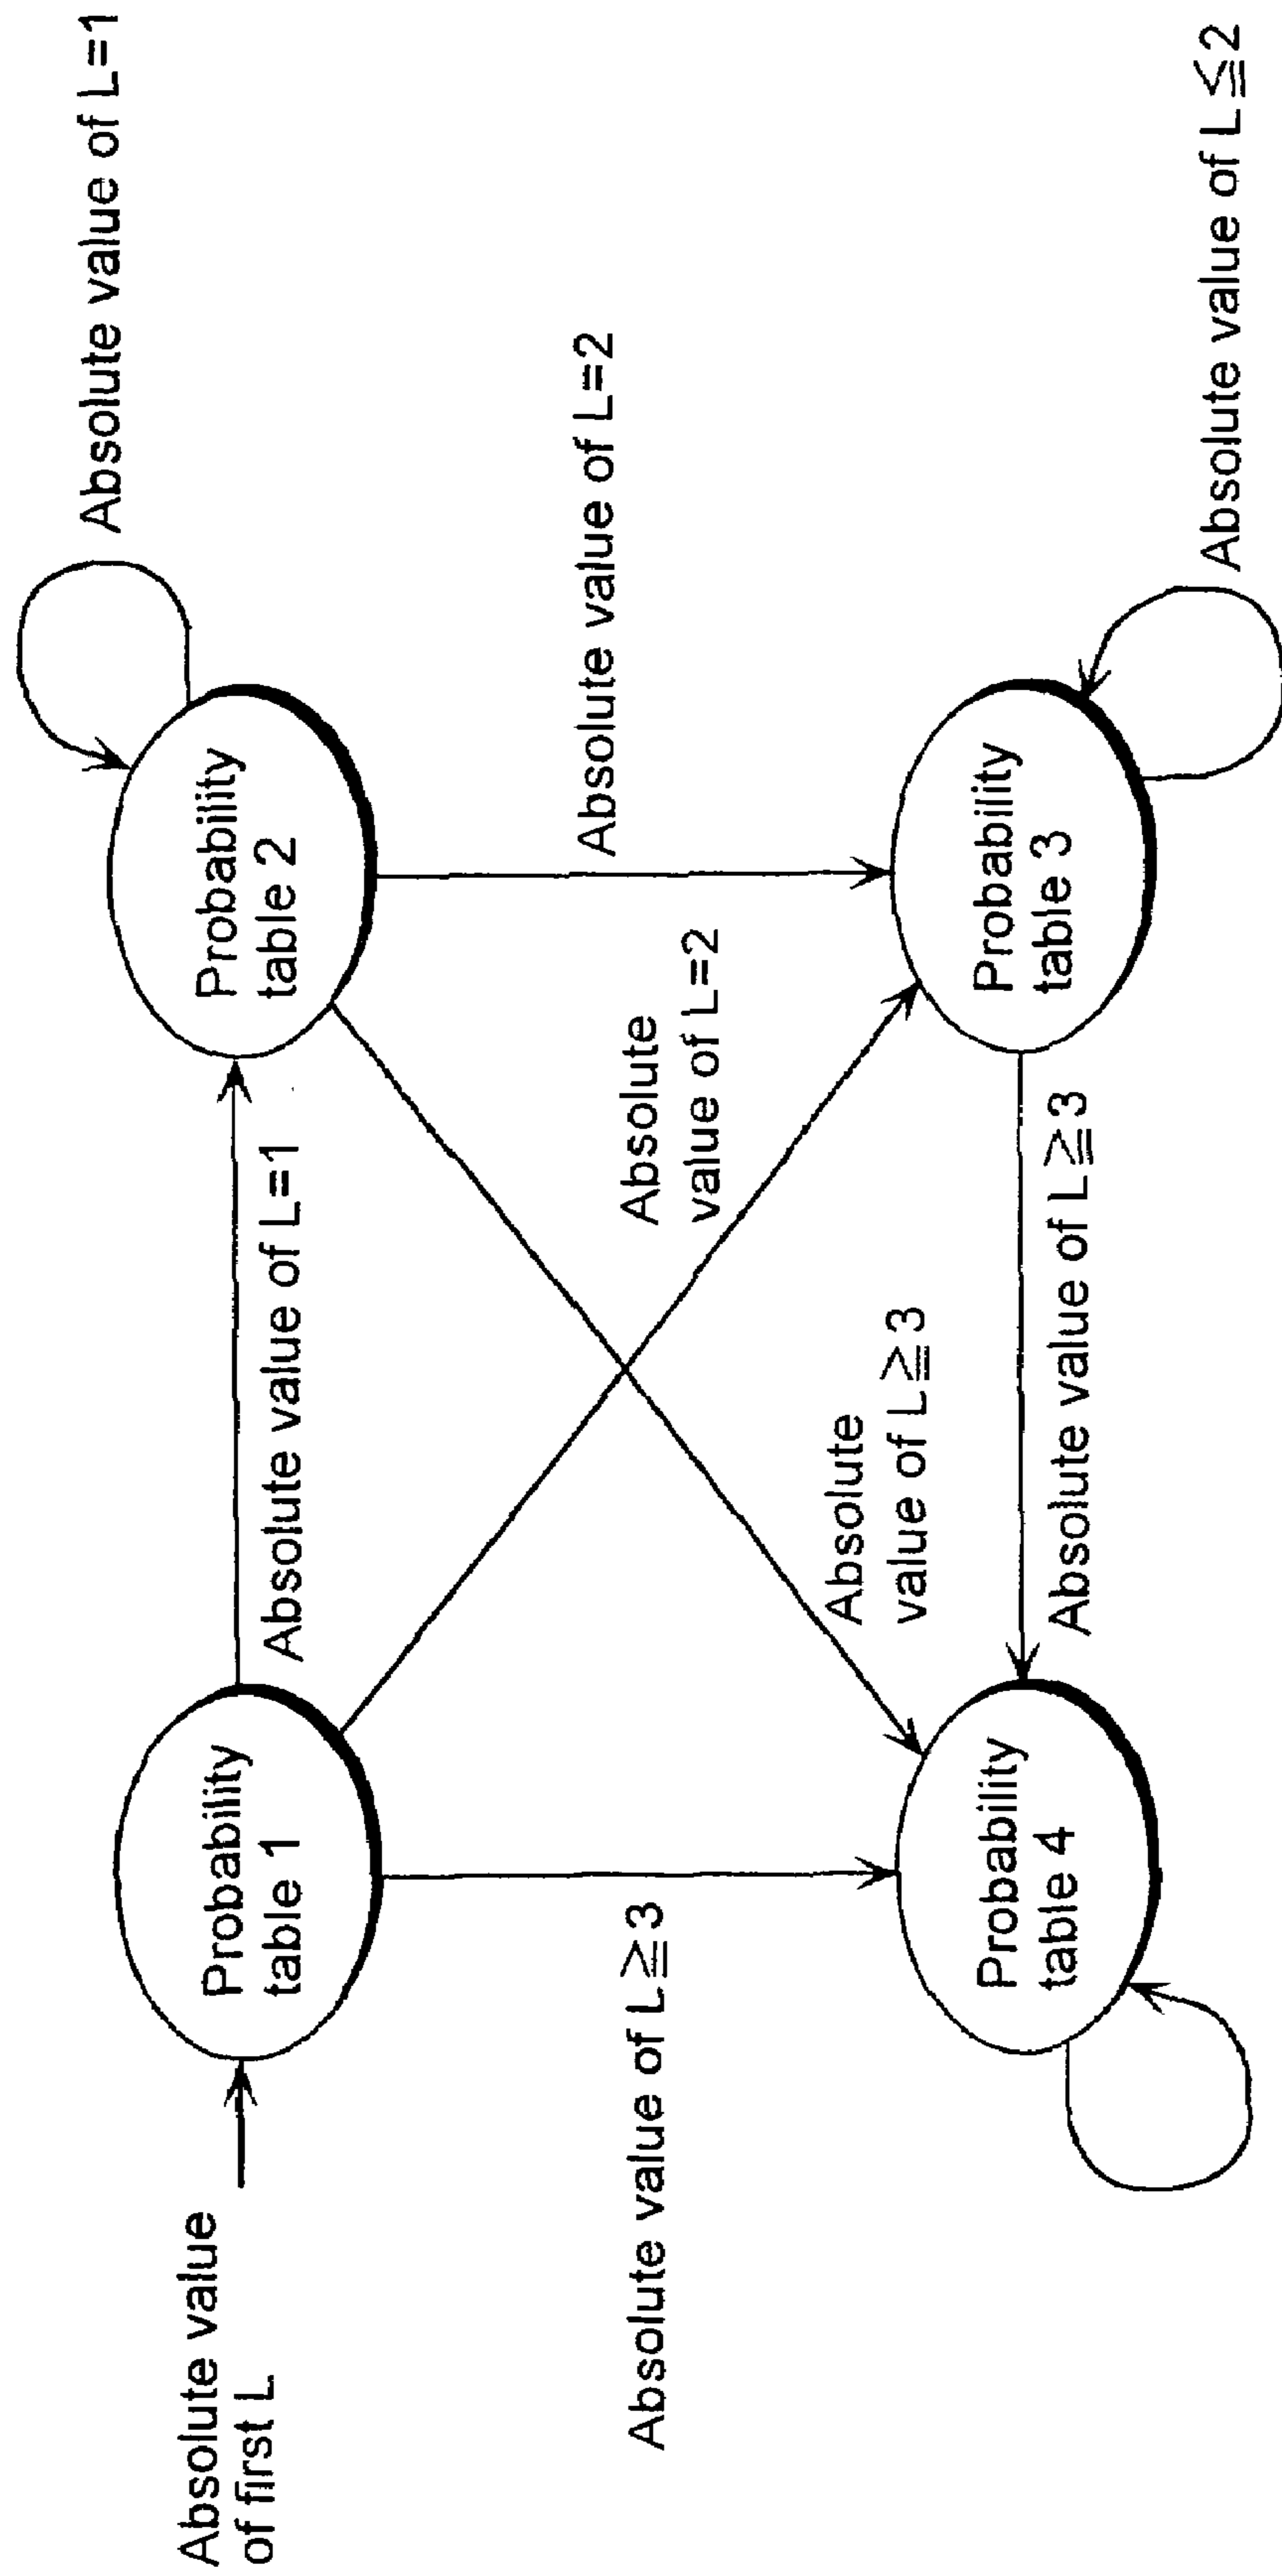 Absolute value
of first L
Probability
table 1
Absolute value of L=1
Probability
table 2
Absolute value of L=1
Absolute value of L≧3
Absolute
value of L=2
Absolute value of L=2
Absolute
value of L≧3
Probability
table 4
Absolute value of L≧3
Probability
table 3
Absolute value of L≦2